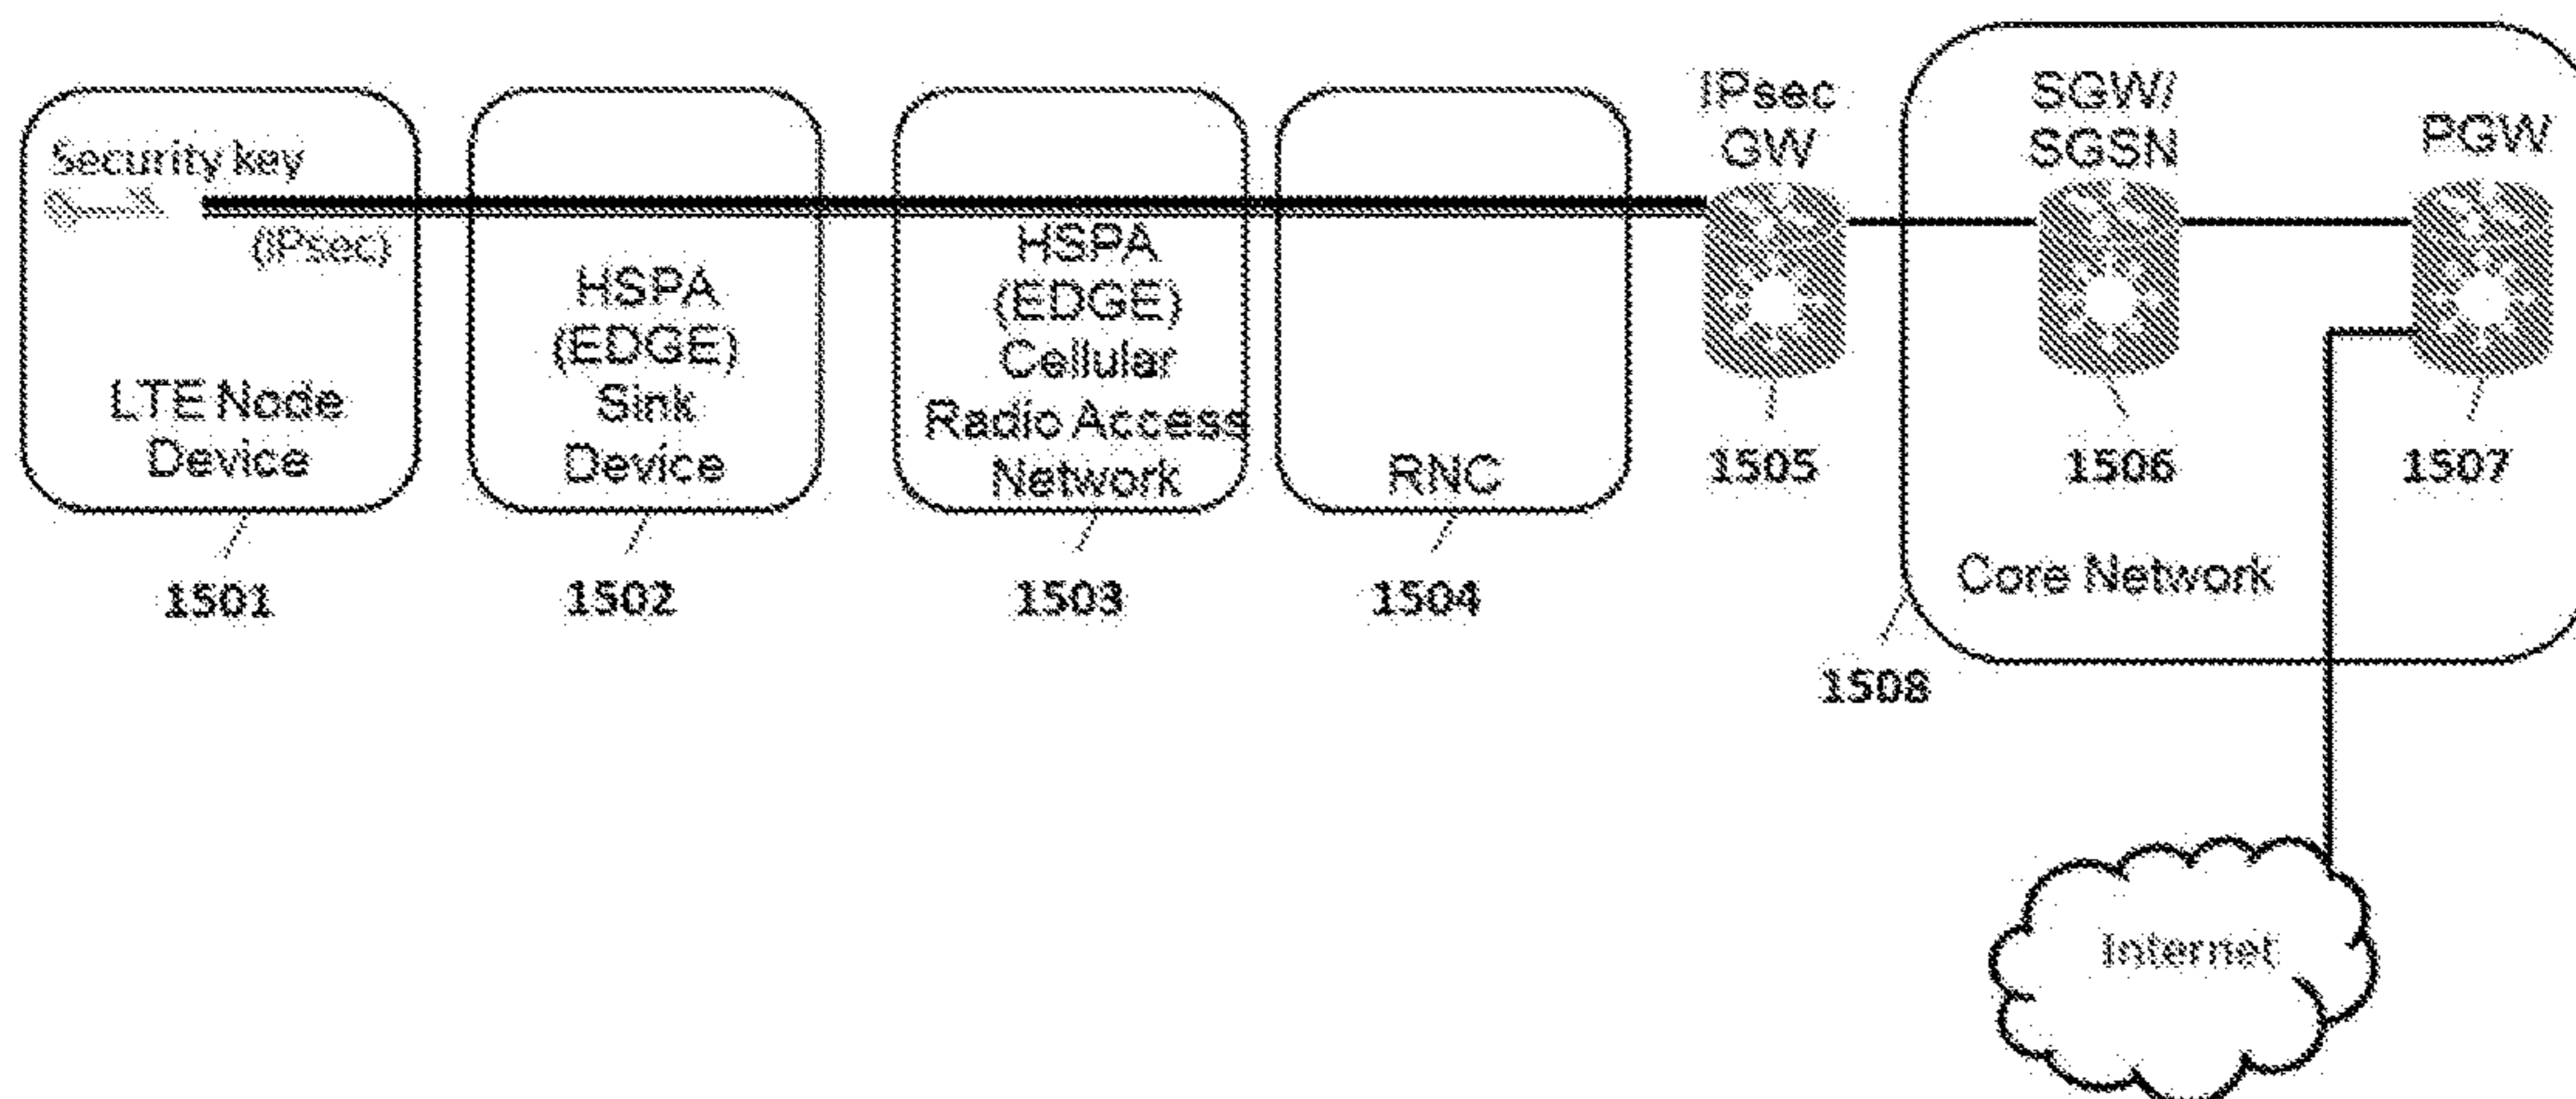 Security key
(IPsec)
LTE Node
Device
1501
HSPA
(EDGE)
Sink
Device
1502
HSPA
(EDGE)
Cellular
Radio Access
Network
1503
RNC
1504
IPsec
GW
1505
SGW/
SGSN
1506
PGW
1507
Core Network
1508
Internet